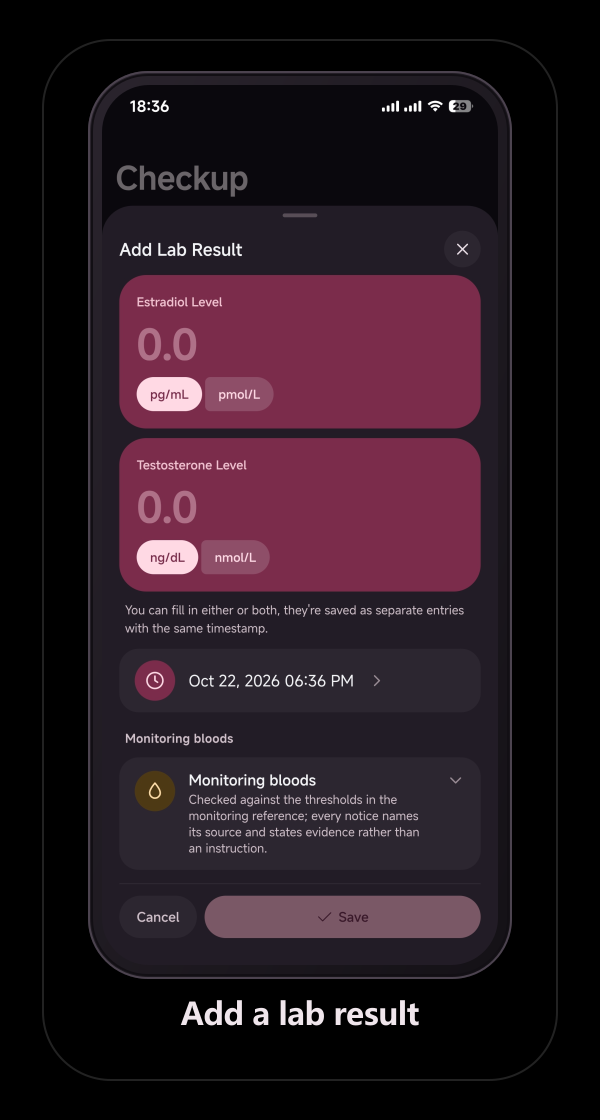 18:36
29
Checkup
Add Lab Result
Estradiol Level
0.0
pg/mL
pmol/L
Testosterone Level
0.0
ng/dL
nmol/L
You can fill in either or both, they're saved as separate entries
with the same timestamp.
Oct 22, 2026 06:36 PM
Monitoring bloods
Monitoring bloods
Checked against the thresholds in the
monitoring reference; every notice names
its source and states evidence rather than
an instruction.
Cancel
Save
Add a lab result